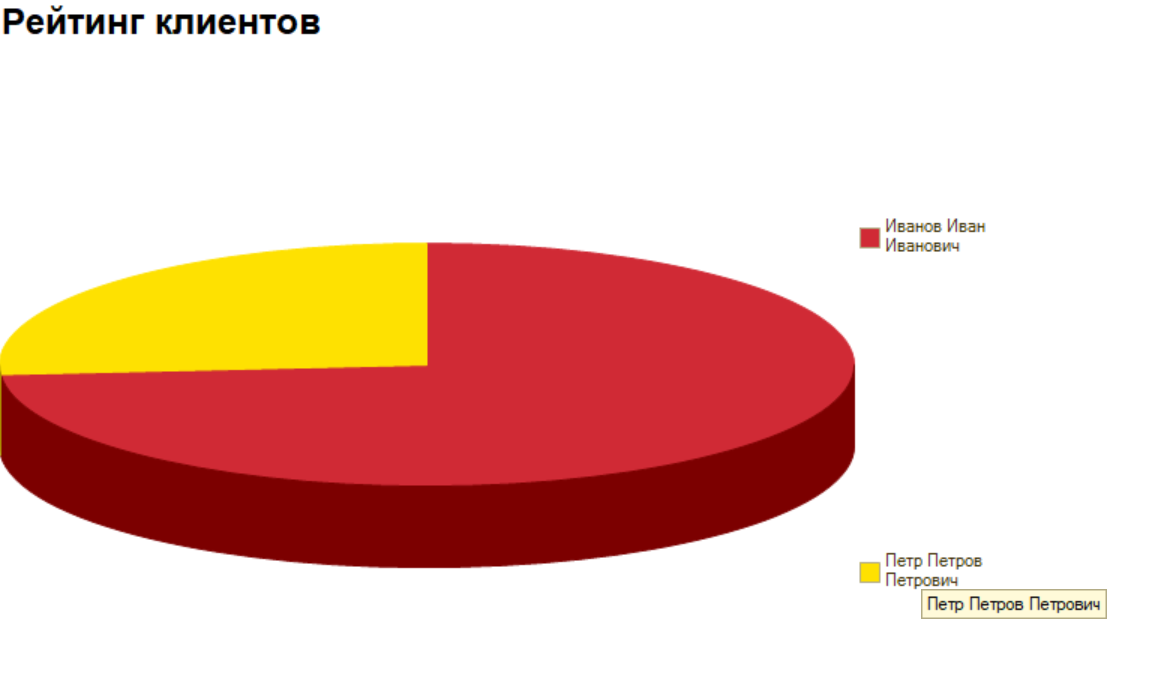 Рейтинг клиентов
Иванов Иван
Иванович
Петр Петров
Петрович
Петр Петров Петрович